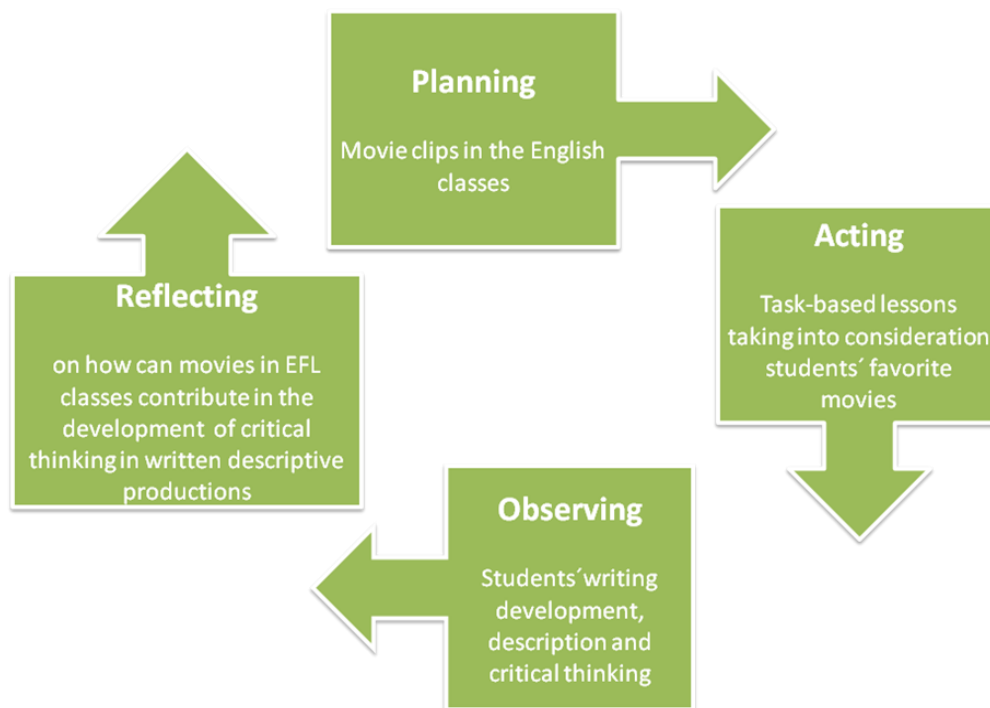 Planning
Movie clips in the English
classes
Acting
Task-based lessons
taking into consideration
students´ favorite
movies
Observing
Students´writing
development,
description and
critical thinking
Reflecting
on how can movies in EFL
classes contribute in the
development of critical
thinking in written descriptive
productions